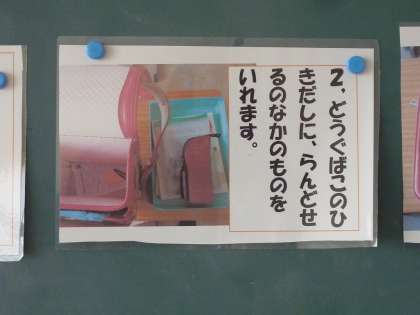 2、どうぐばこのひ
きだしに、らんどせ
るのなかのものを
いれます。